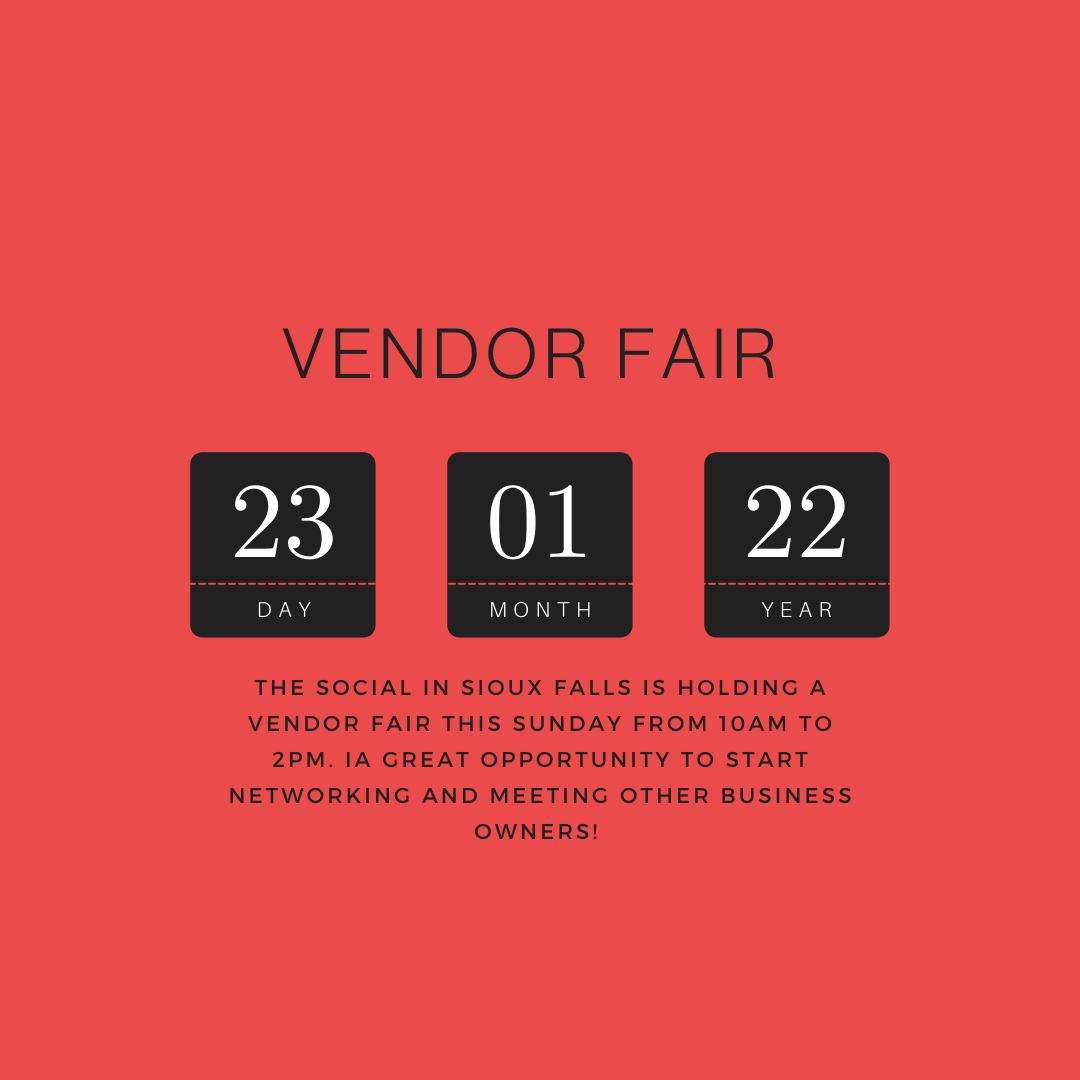 VENDOR FAIR
23 01 22
DAY MONTH YEAR
THE SOCIAL IN SIOUX FALLS IS HOLDING A
VENDOR FAIR THIS SUNDAY FROM 10AM TO
2PM. IA GREAT OPPORTUNITY TO START
NETWORKING AND MEETING OTHER BUSINESS
OWNERS!